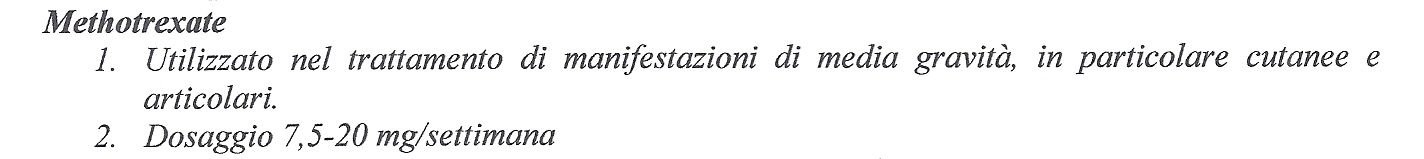 Methotrexate
1. Utilizzato nel trattamento di manifestazioni di media gravità, in particolare cutanee e
articolari.
2. Dosaggio 7,5-20 mg/settimana